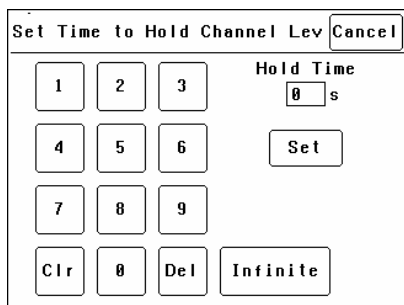 Set Time to Hold Channel Lev Cancel
Hold Time
1 2 3 0 s
4 5 6 Set
7 8 9
Clr 0 Del Infinite